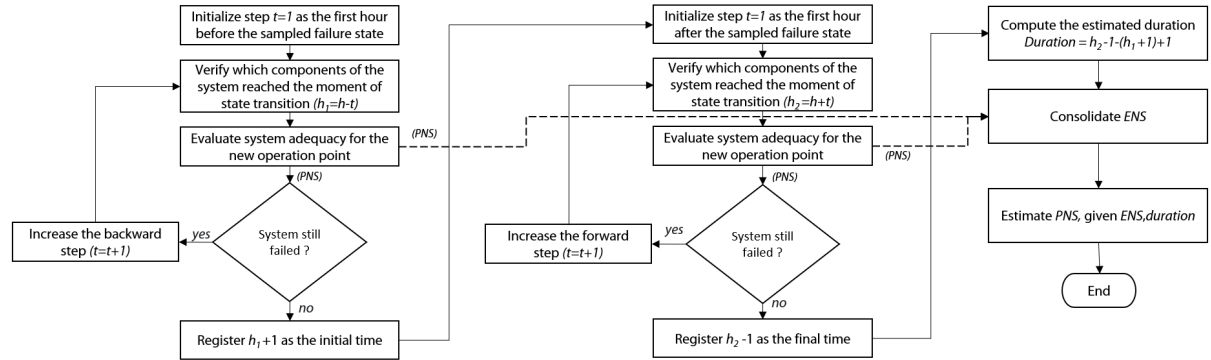 Initialize step t=1 as the first hour
before the sampled failure state
Verify which components of the
system reached the moment of
state transition (h₁=h-t)
Evaluate system adequacy for the
new operation point
(PNS)
(PNS)
System still
failed ?
yes
Increase the backward
step (t=t+1)
no
Register h₁+1 as the initial time
Initialize step t=1 as the first hour
after the sampled failure state
Verify which components of the
system reached the moment of
state transition (h₂=h+t)
Evaluate system adequacy for the
new operation point
(PNS)
(PNS)
System still
failed ?
yes
Increase the forward
step (t=t+1)
no
Register h₂-1 as the final time
Compute the estimated duration
Duration = h₂-1-(h₁+1)+1
Consolidate ENS
Estimate PNS, given ENS,duration
End